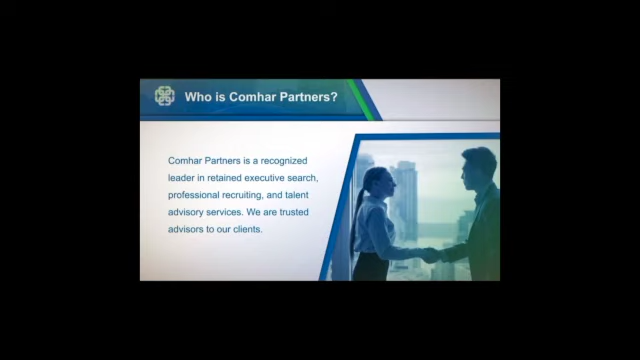 Who is Comhar Partners?
Comhar Partners is a recognized
leader in retained executive search,
professional recruiting, and talent
advisory services. We are trusted
advisors to our clients.